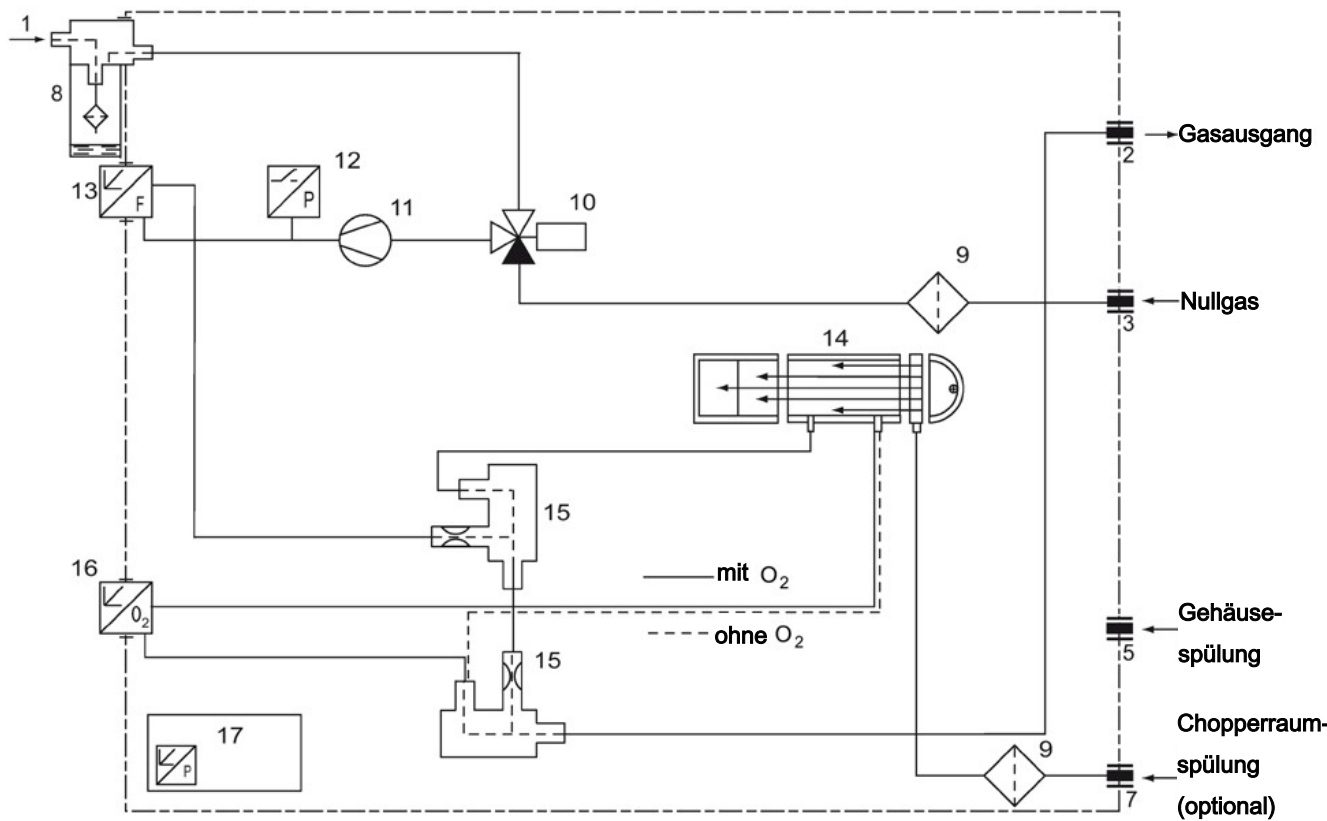 1
8
2
Gasausgang
13
F
12
P
11
10
9
3
Nullgas
14
15
16
O2
mit O2
ohne O2
15
5
Gehäuse-
spülung
17
P
9
7
Chopperraum-
spülung
(optional)